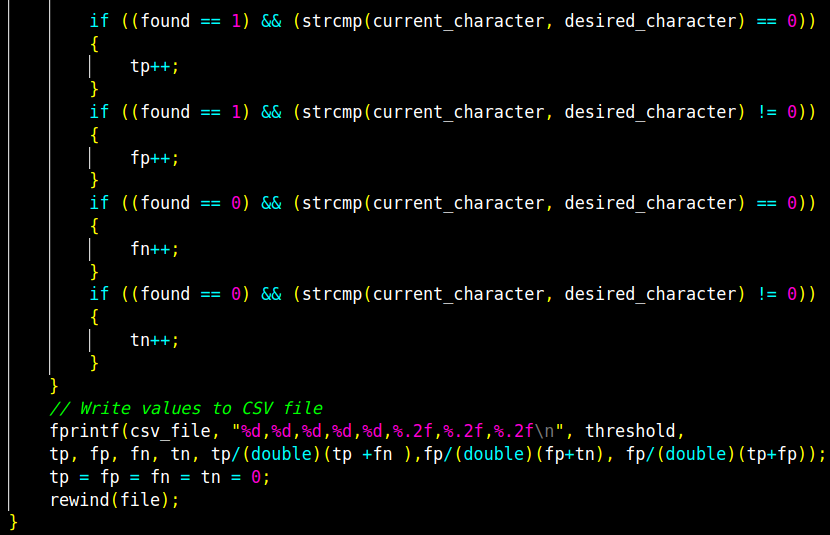 if ((found == 1) && (strcmp(current_character, desired_character) == 0))
{
tp++;
}
if ((found == 1) && (strcmp(current_character, desired_character) != 0))
{
fp++;
}
if ((found == 0) && (strcmp(current_character, desired_character) == 0))
{
fn++;
}
if ((found == 0) && (strcmp(current_character, desired_character) != 0))
{
tn++;
}
}
// Write values to CSV file
fprintf(csv_file, "%d,%d,%d,%d,%d,%.2f,%.2f,%.2f\n", threshold,
tp, fp, fn, tn, tp/(double)(tp +fn ),fp/(double)(fp+tn), fp/(double)(tp+fp));
tp = fp = fn = tn = 0;
rewind(file);
}